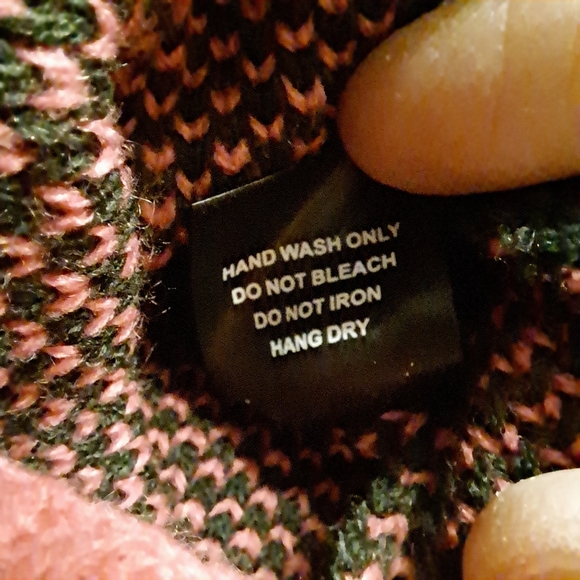 HAND WASH ONLY
DO NOT BLEACH
DO NOT IRON
HANG DRY